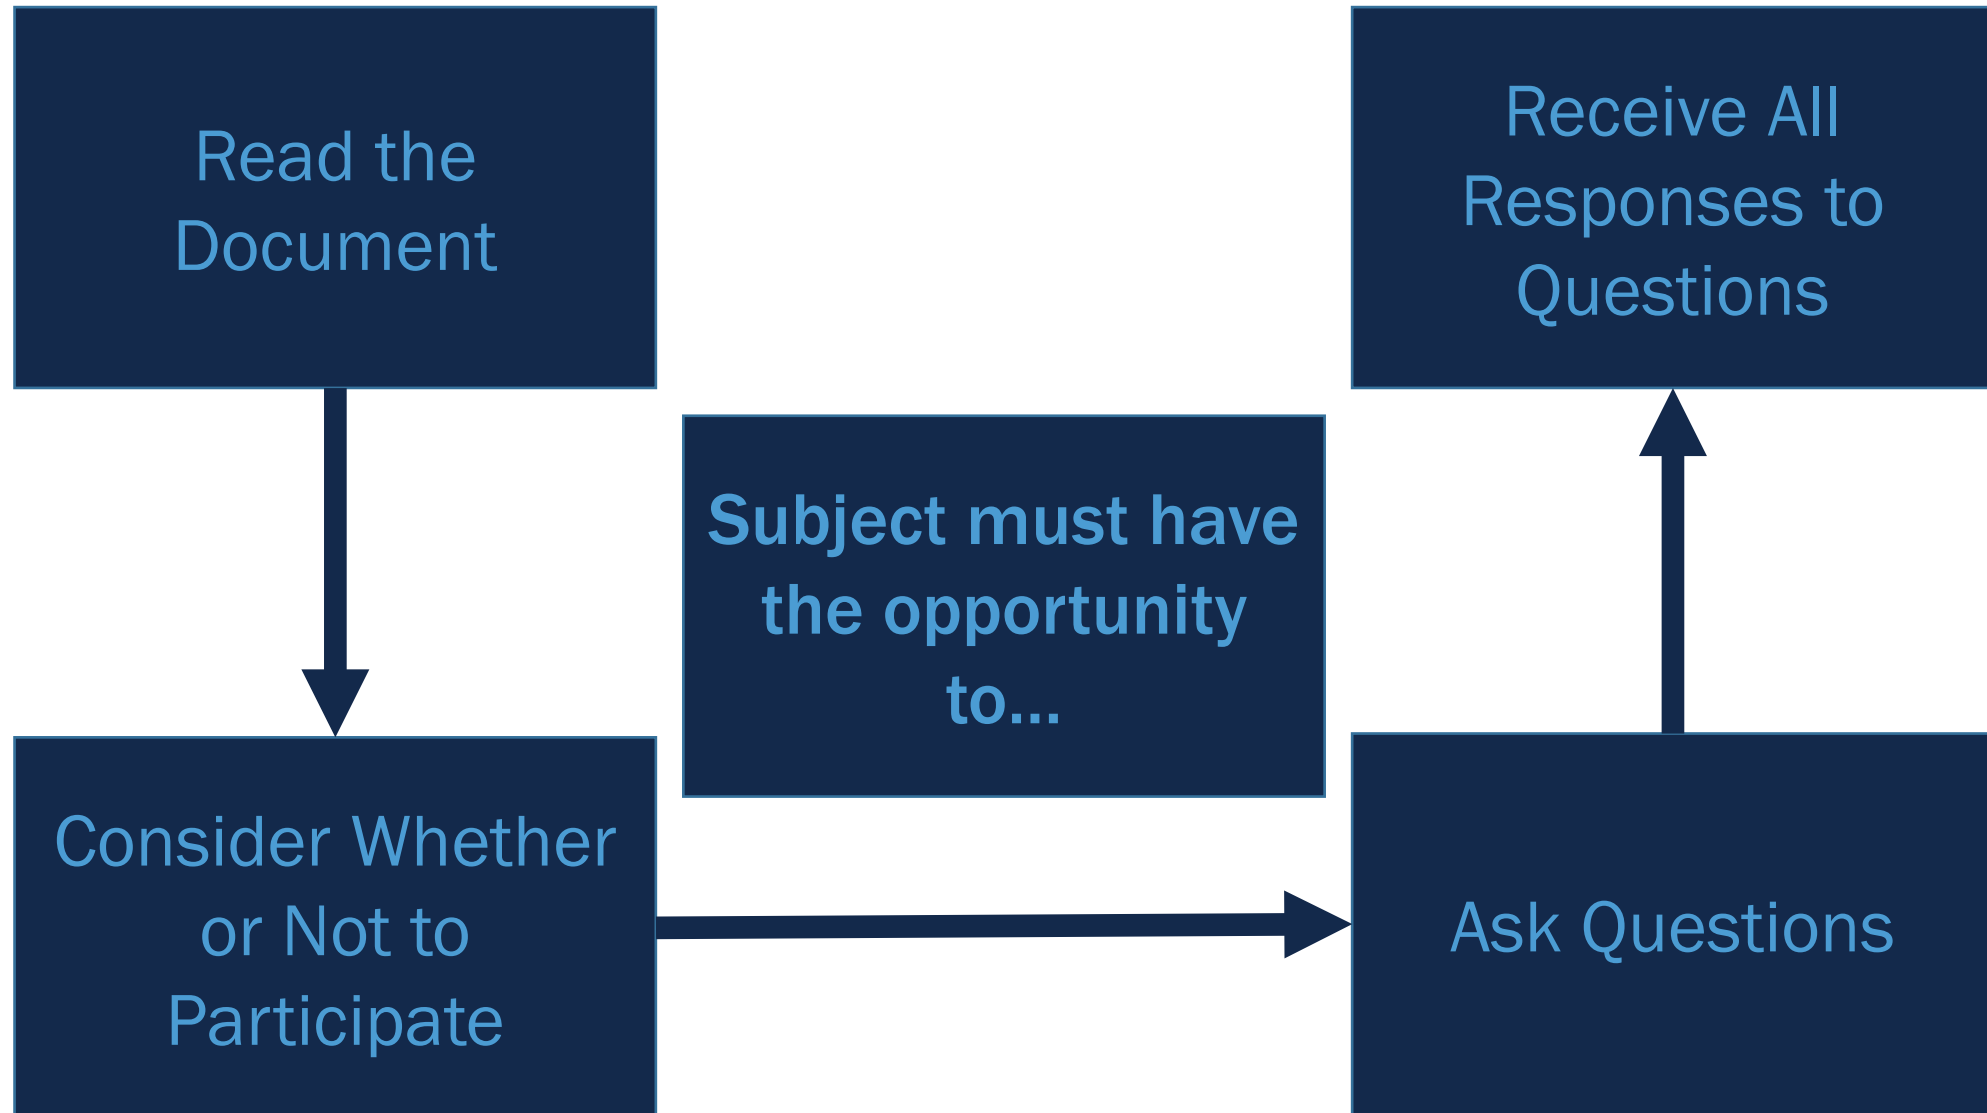 Read the
Document
Receive All
Responses to
Questions
Subject must have
the opportunity
to...
Consider Whether
or Not to
Participate
Ask Questions